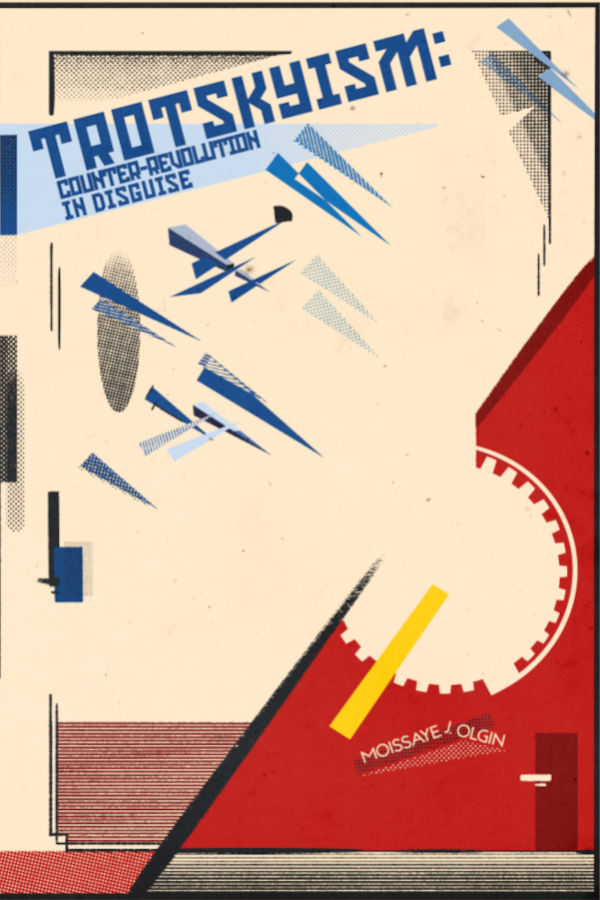 TROTSKYISM:
COUNTER-REVOLUTION
IN DISGUISE
MOISSAYE J. OLGIN